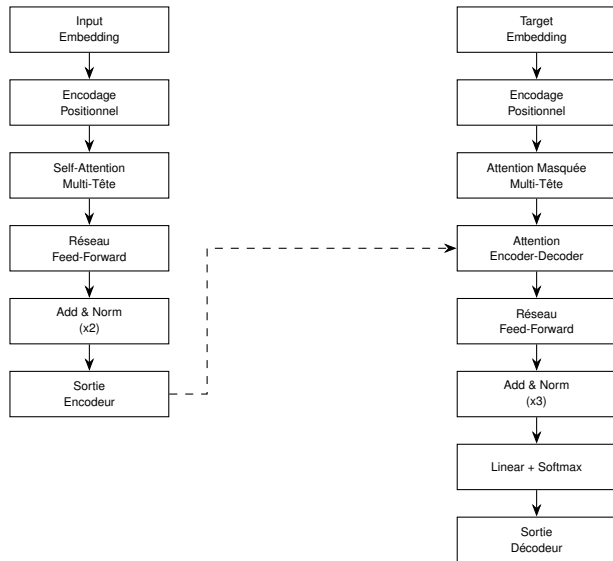 Input
Embedding
Encodage
Positionnel
Self-Attention
Multi-Tête
Réseau
Feed-Forward
Add & Norm
(x2)
Sortie
Encodeur
Target
Embedding
Encodage
Positionnel
Attention Masquée
Multi-Tête
Attention
Encoder-Decoder
Réseau
Feed-Forward
Add & Norm
(x3)
Linear + Softmax
Sortie
Décodeur